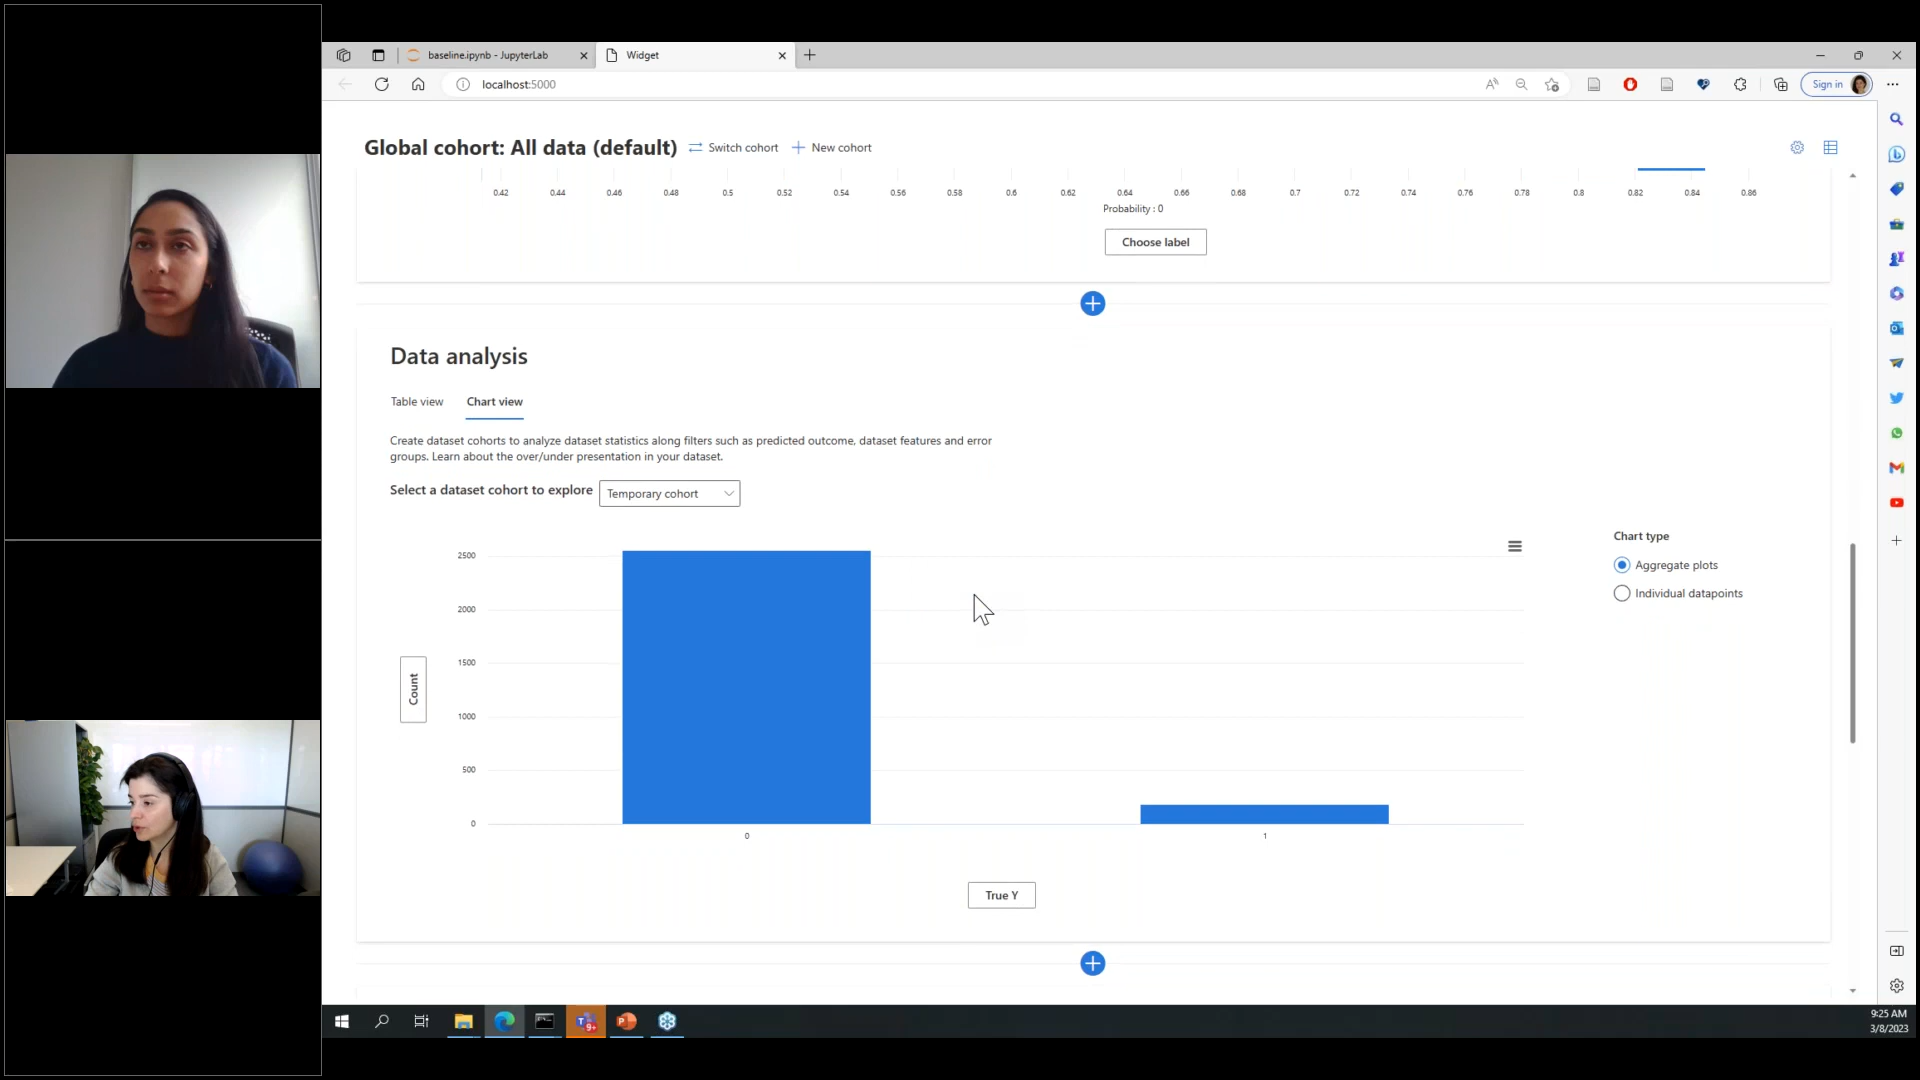 baseline.ipynb - JupyterLab
Widget
localhost:5000
Sign in
Global cohort: All data (default)
Switch cohort
New cohort
0.42 0.44 0.46 0.48 0.5 0.52 0.54 0.56 0.58 0.6 0.62 0.64 0.66 0.68 0.7 0.72 0.74 0.76 0.78 0.8 0.82 0.84 0.86
Probability : 0
Choose label
Data analysis
Table view
Chart view
Create dataset cohorts to analyze dataset statistics along filters such as predicted outcome, dataset features and error
groups. Learn about the over/under presentation in your dataset.
Select a dataset cohort to explore
Temporary cohort
Chart type
Aggregate plots
Individual datapoints
2500
2000
1500
1000
500
0
Count
0
1
True Y
9+
9:25 AM
3/8/2023